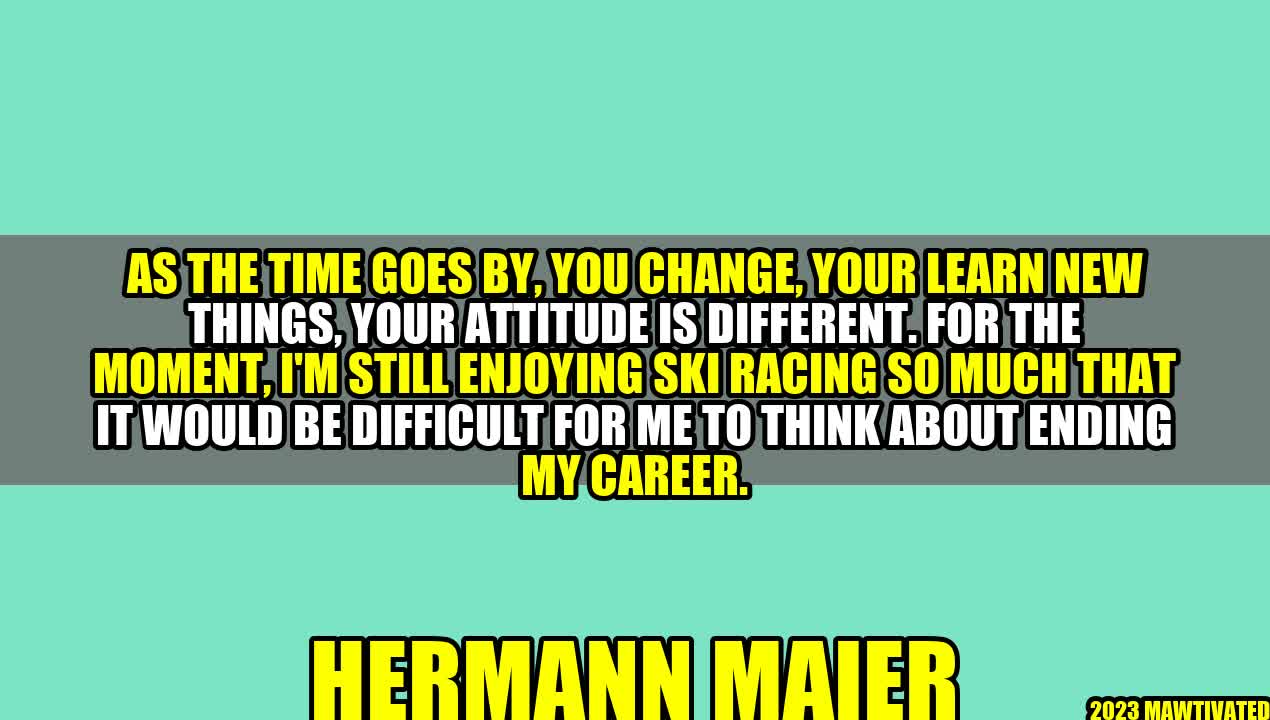 AS THE TIME GOES BY, YOU CHANGE, YOUR LEARN NEW
THINGS, YOUR ATTITUDE IS DIFFERENT. FOR THE
MOMENT, I'M STILL ENJOYING SKI RACING SO MUCH THAT
IT WOULD BE DIFFICULT FOR ME TO THINK ABOUT ENDING
MY CAREER.
HERMANN MAIER
2023 MAWTIVATED